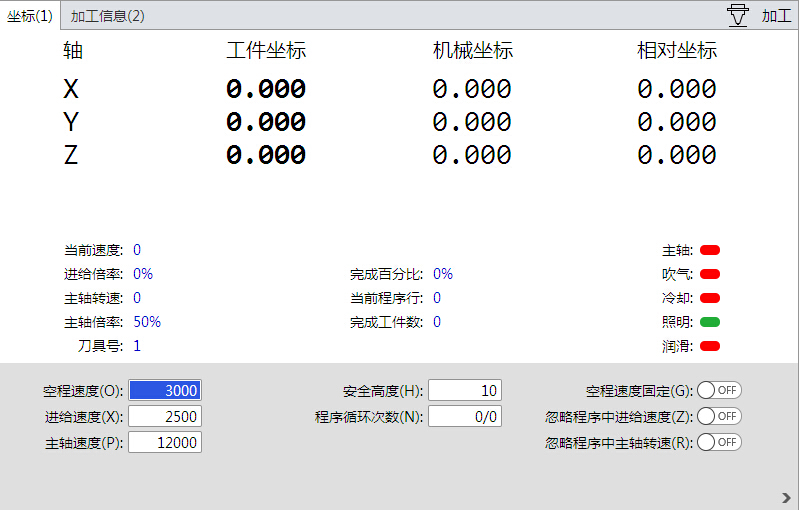 坐标(1) 加工信息(2) 加工
轴 工件坐标 机械坐标 相对坐标
X 0.000 0.000 0.000
Y 0.000 0.000 0.000
Z 0.000 0.000 0.000
当前速度: 0 主轴:
进给倍率: 0% 完成百分比: 0% 吹气:
主轴转速: 0 当前程序行: 0 冷却:
主轴倍率: 50% 完成工件数: 0 照明:
刀具号: 1 润滑:
空程速度(O): 3000 安全高度(H): 10 空程速度固定(G): OFF
进给速度(X): 2500 程序循环次数(N): 0/0 忽略程序中进给速度(Z): OFF
主轴速度(P): 12000 忽略程序中主轴转速(R): OFF